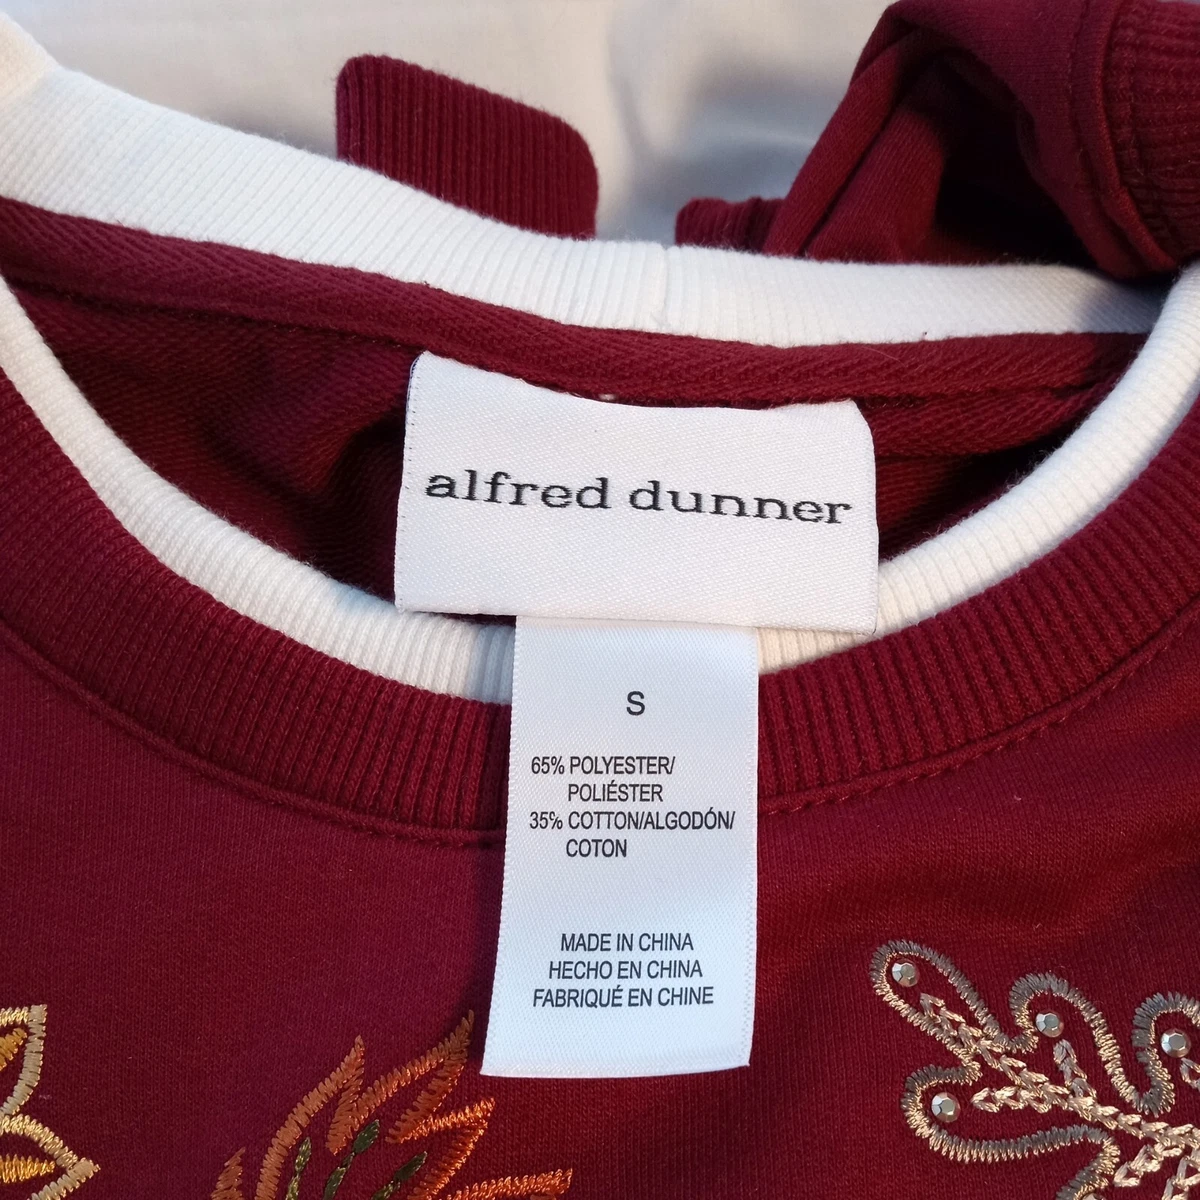 alfred dunner
S
65% POLYESTER/
POLIÉSTER
35% COTTON/ALGODÓN/
COTON
MADE IN CHINA
HECHO EN CHINA
FABRIQUÉ EN CHINE